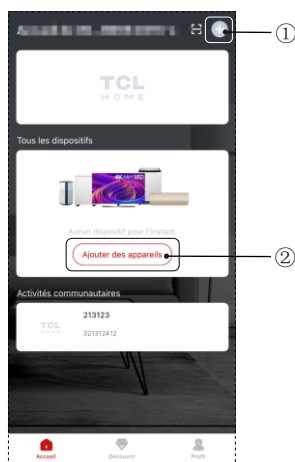 ①
TCL
HOME
Tous les dispositifs
4K Mini LED
Aucun dispositif pour l'instant.
Ajouter des appareils
②
Activités communautaires
213123
TCL
HOME
321312412
Accueil
Découvrir
Profil